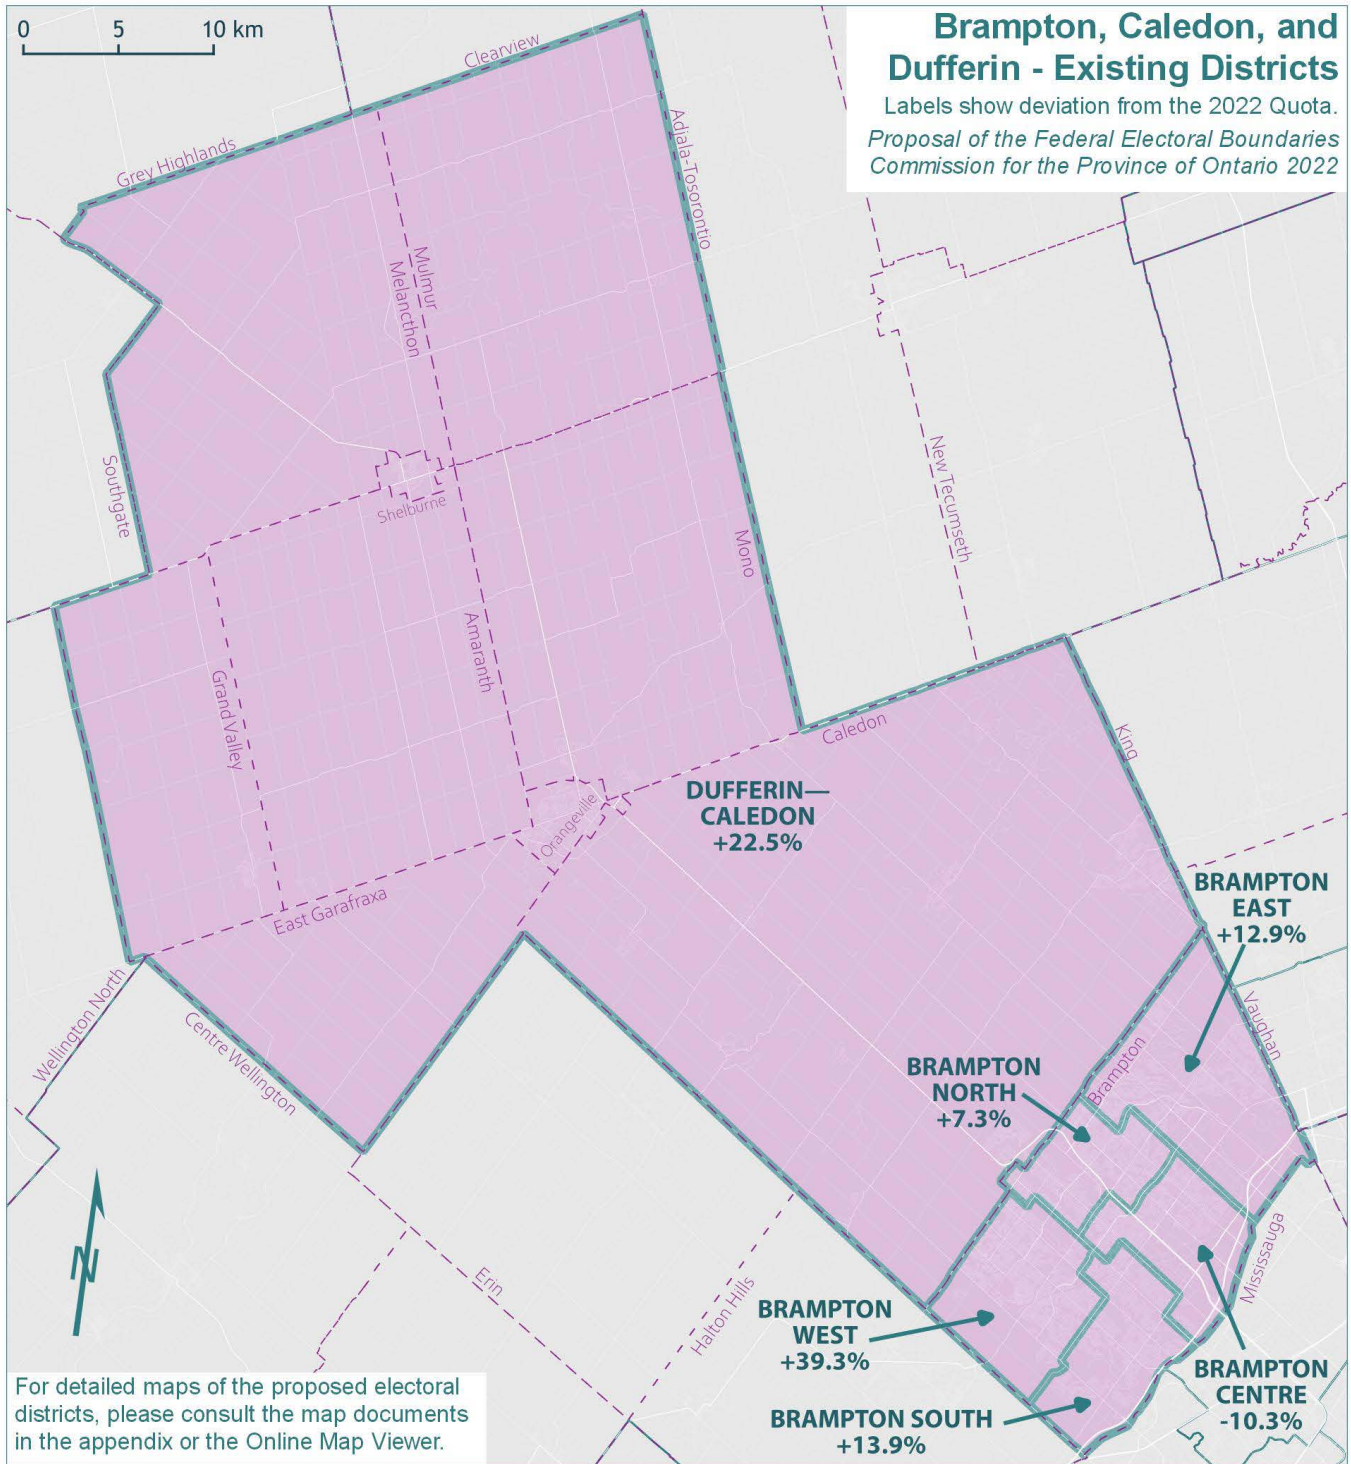 0 5 10 km
Brampton, Caledon, and
Dufferin - Existing Districts
Labels show deviation from the 2022 Quota.
Proposal of the Federal Electoral Boundaries
Commission for the Province of Ontario 2022
Clearview
Grey Highlands
Adjala-Tosorontio
Mulmur
Melancthon
Southgate
Shelburne
New Tecumseth
Mono
Amaranth
Grand Valley
Caledon
King
Orangeville
DUFFERIN—
CALEDON
+22.5%
East Garafraxa
BRAMPTON
EAST
+12.9%
Wellington North
Centre Wellington
Vaughan
Brampton
BRAMPTON
NORTH
+7.3%
N
Erin
Halton Hills
Mississauga
BRAMPTON
WEST
+39.3%
BRAMPTON
CENTRE
-10.3%
BRAMPTON SOUTH
+13.9%
For detailed maps of the proposed electoral
districts, please consult the map documents
in the appendix or the Online Map Viewer.